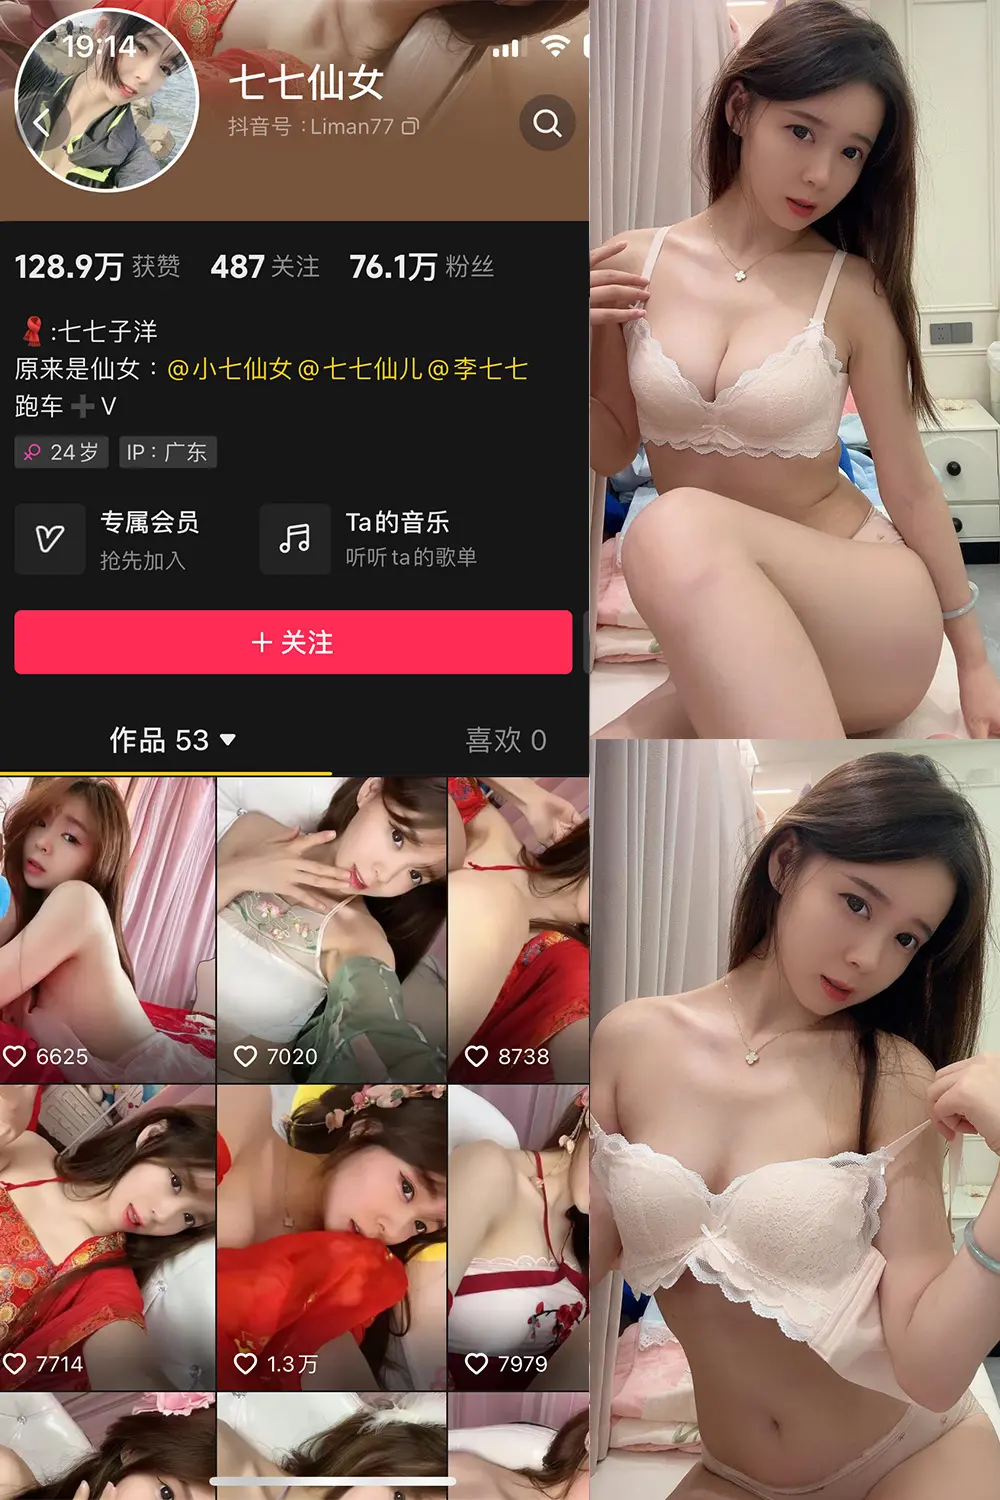 19:14
七七仙女
抖音号：Liman77
128.9万 获赞 487 关注 76.1万 粉丝
:七七子洋
原来是仙女：@小七仙女@七七仙儿@李七七
跑车➕V
24岁 IP：广东
专属会员
抢先加入
Ta的音乐
听听ta的歌单
+ 关注
作品 53
喜欢 0
6625
7020
8738
7714
1.3万
7979